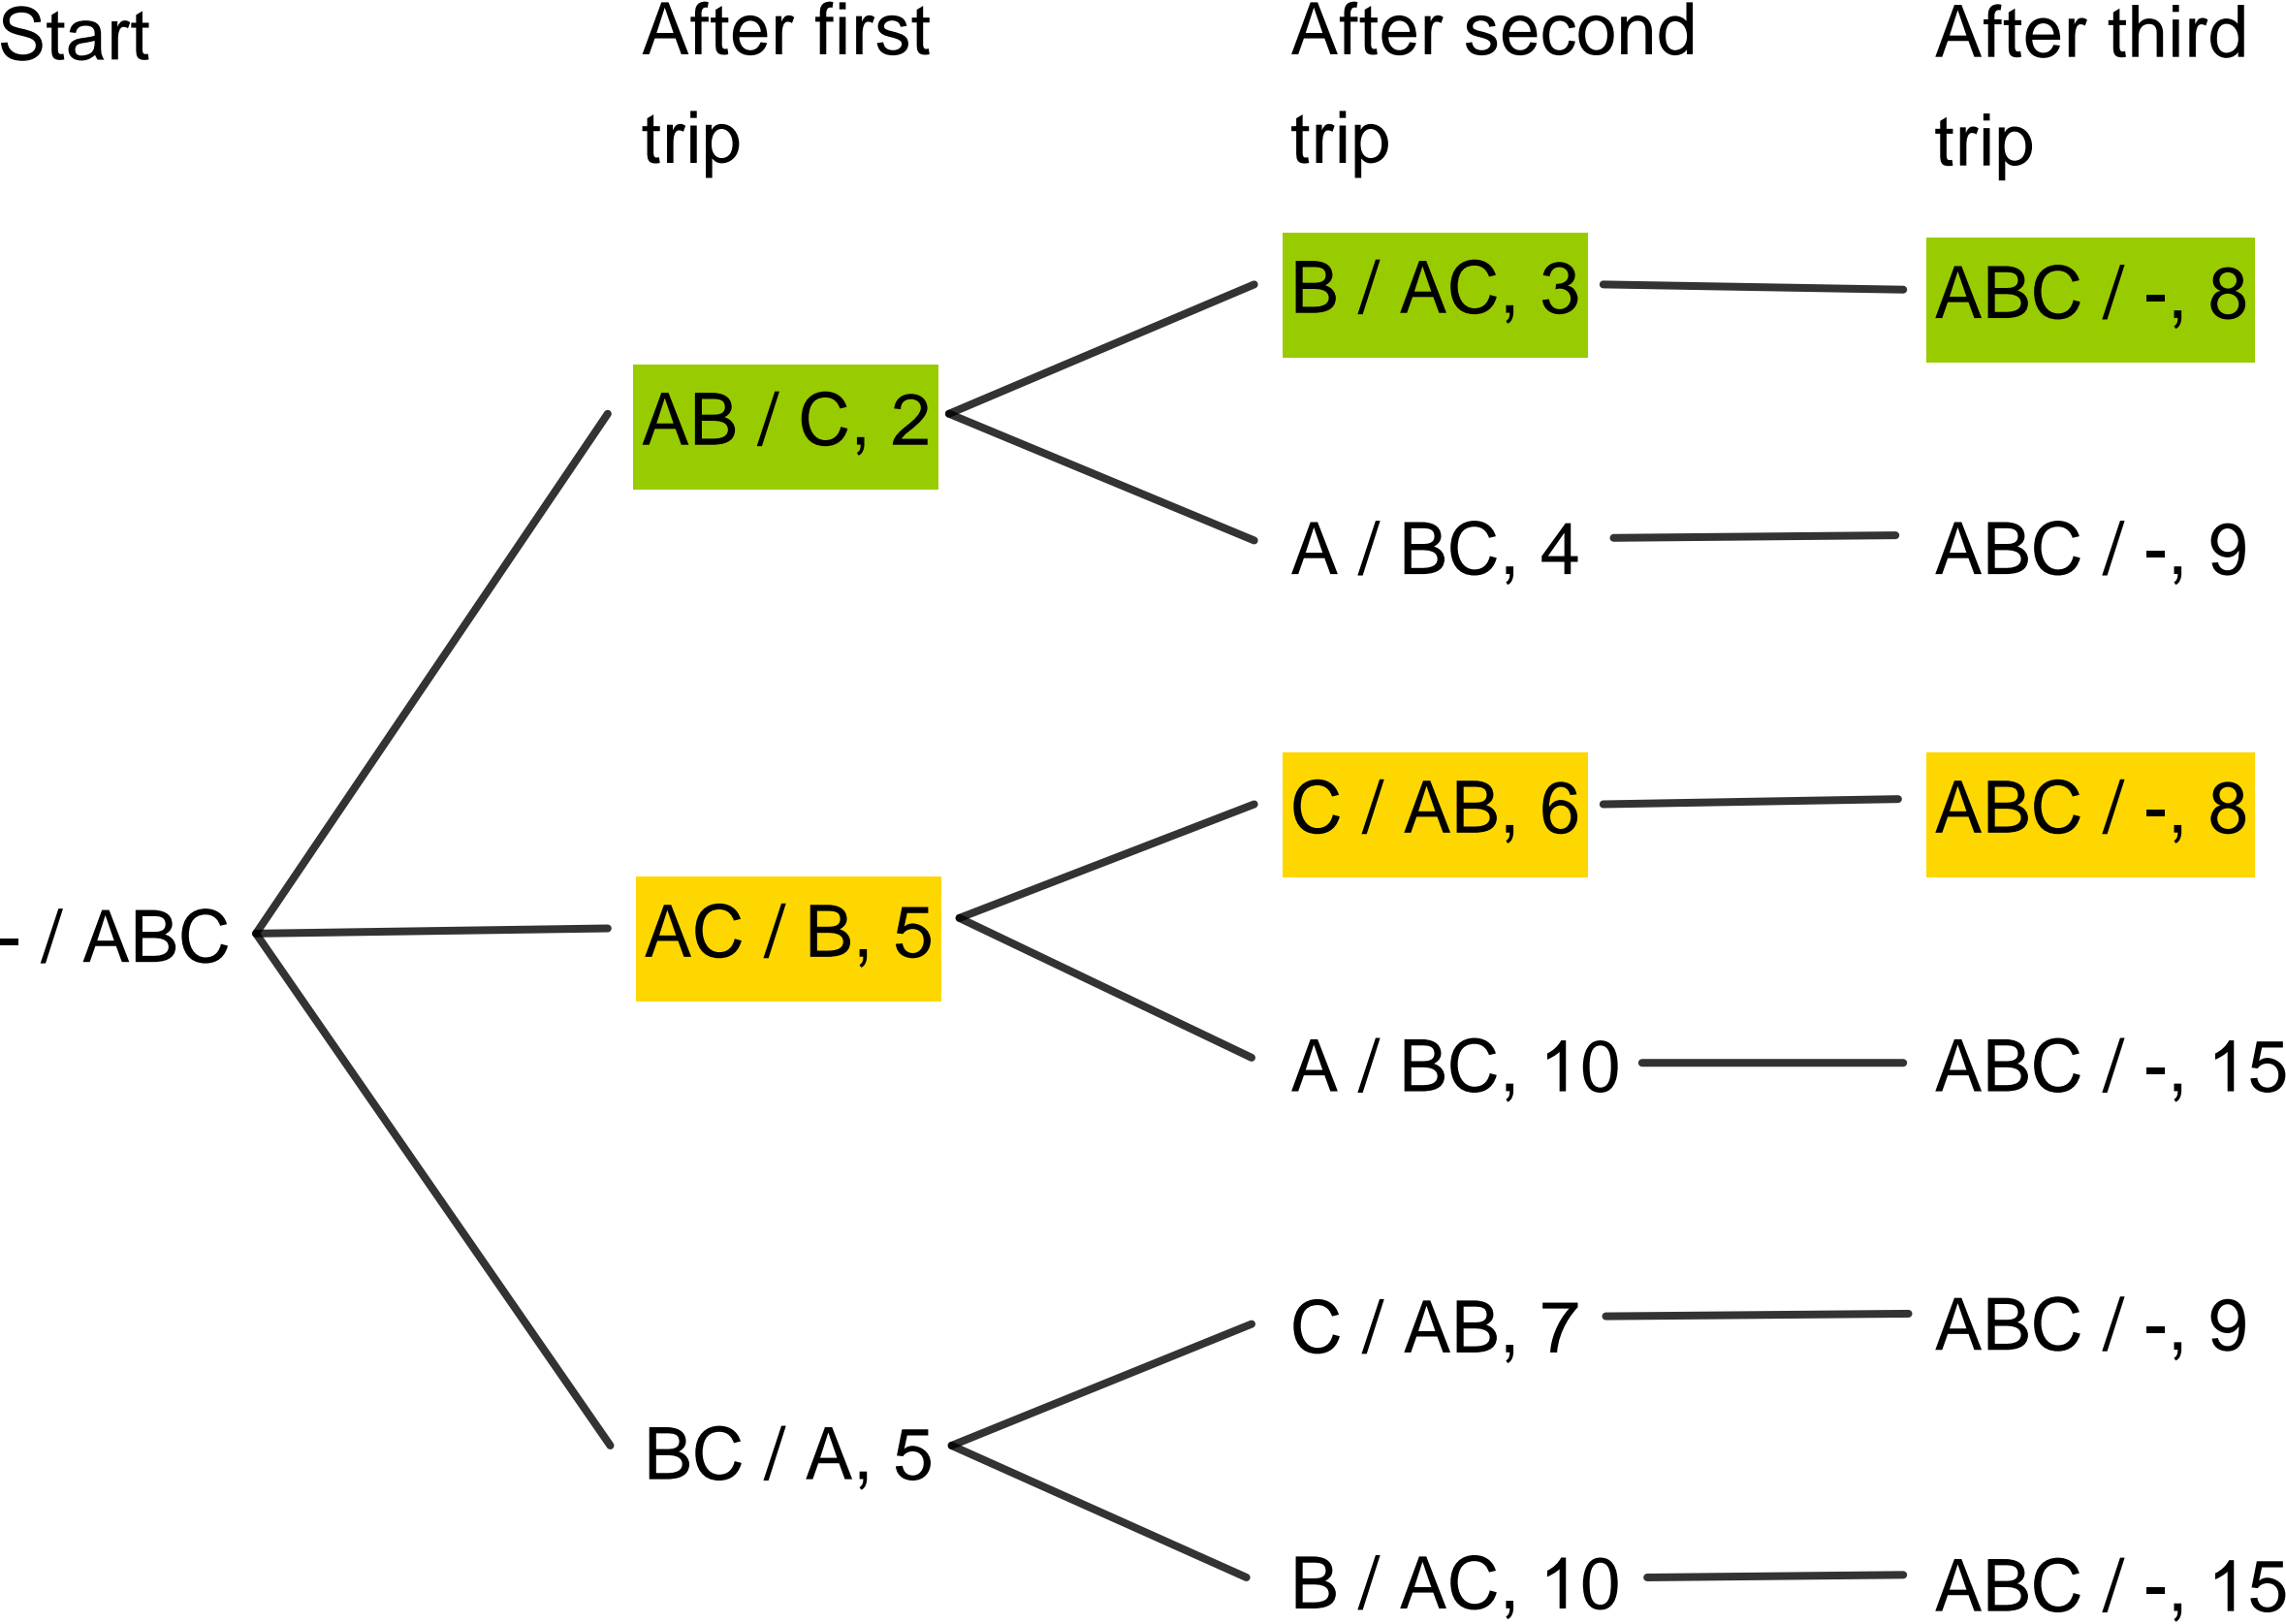 Start
After first
trip
After second
trip
After third
trip
B / AC, 3
ABC / -, 8
AB / C, 2
A / BC, 4
ABC / -, 9
C / AB, 6
ABC / -, 8
- / ABC
AC / B, 5
A / BC, 10
ABC / -, 15
C / AB, 7
ABC / -, 9
BC / A, 5
B / AC, 10
ABC / -, 15